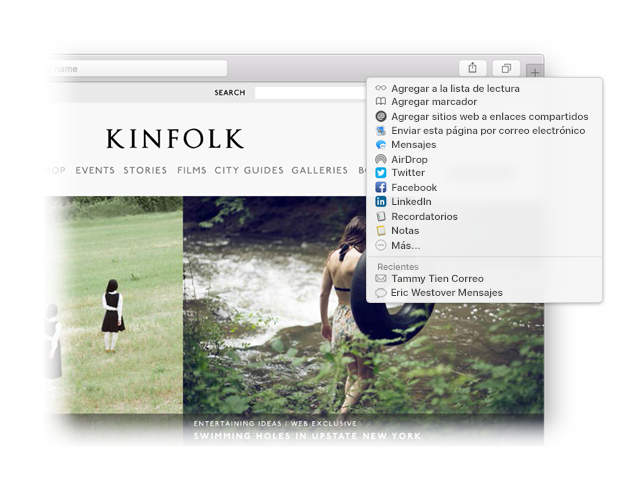 name
SEARCH
KINFOLK
EVENTS STORIES FILMS CITY GUIDES GALLERIES
Agregar a la lista de lectura
Agregar marcador
Agregar sitios web a enlaces compartidos
Enviar esta página por correo electrónico
Mensajes
AirDrop
Twitter
Facebook
LinkedIn
Recordatorios
Notas
Más...
Recientes
Tammy Tien Correo
Eric Westover Mensajes
ENTERTAINING IDEAS / WEB EXCLUSIVE
SWIMMING HOLES IN UPSTATE NEW YORK